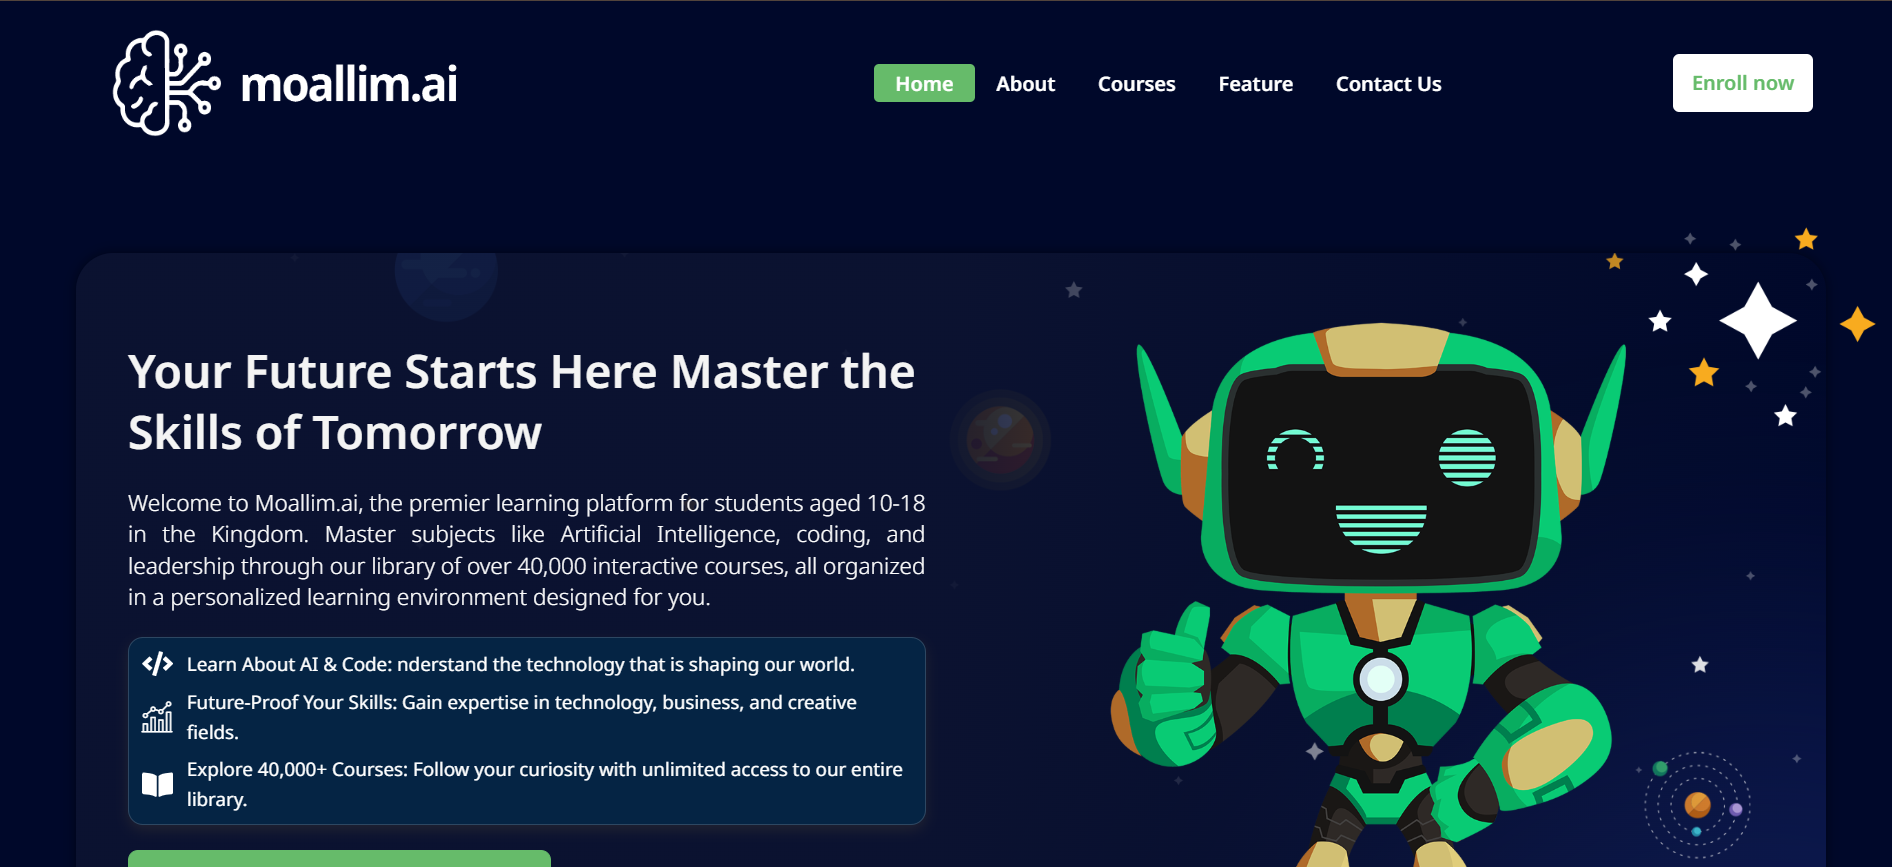 moallim.ai
Home
About
Courses
Feature
Contact Us
Enroll now
Your Future Starts Here Master the
Skills of Tomorrow
Welcome to Moallim.ai, the premier learning platform for students aged 10-18
in the Kingdom. Master subjects like Artificial Intelligence, coding, and
leadership through our library of over 40,000 interactive courses, all organized
in a personalized learning environment designed for you.
Learn About AI & Code: nderstand the technology that is shaping our world.
Future-Proof Your Skills: Gain expertise in technology, business, and creative
fields.
Explore 40,000+ Courses: Follow your curiosity with unlimited access to our entire
library.